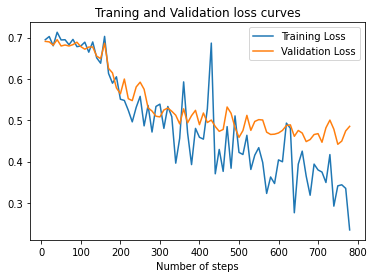 Traning and Validation loss curves
Training Loss
Validation Loss
0.7
0.6
0.5
0.4
0.3
0 100 200 300 400 500 600 700 800
Number of steps